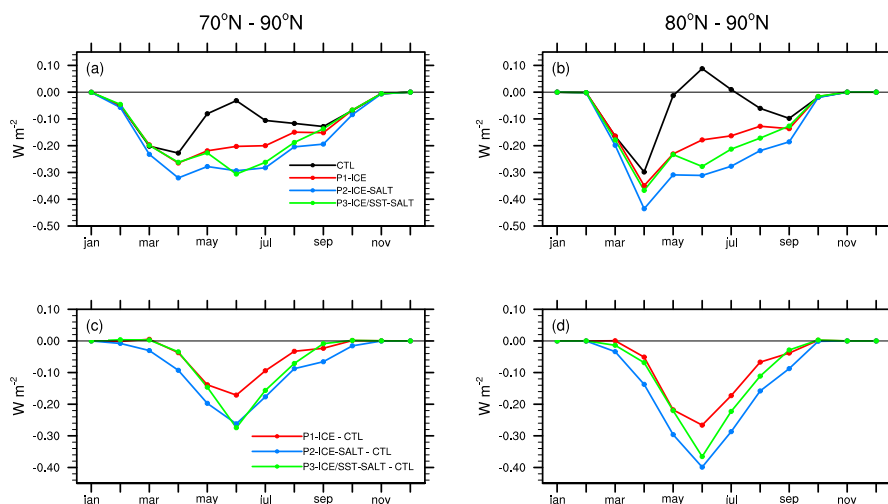 70°N - 90°N
80°N - 90°N
(a)
0.10
0.00
-0.10
-0.20
-0.30
-0.40
-0.50
W m⁻²
CTL
P1-ICE
P2-ICE-SALT
P3-ICE/SST-SALT
jan mar may jul sep nov
(b)
0.10
0.00
-0.10
-0.20
-0.30
-0.40
-0.50
W m⁻²
jan mar may jul sep nov
(c)
0.10
0.00
-0.10
-0.20
-0.30
-0.40
W m⁻²
P1-ICE - CTL
P2-ICE-SALT - CTL
P3-ICE/SST-SALT - CTL
jan mar may jul sep nov
(d)
0.10
0.00
-0.10
-0.20
-0.30
-0.40
W m⁻²
jan mar may jul sep nov